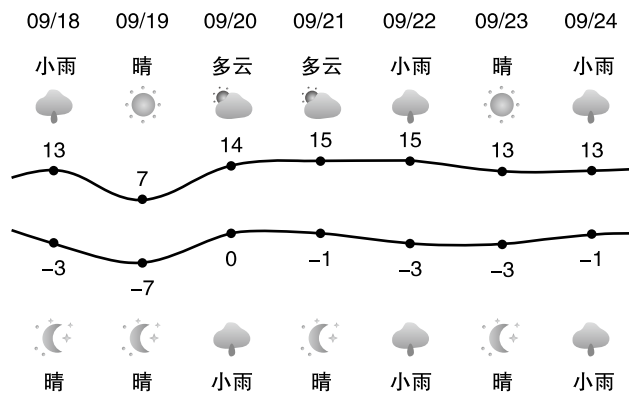 09/18 09/19 09/20 09/21 09/22 09/23 09/24
小雨 晴 多云 多云 小雨 晴 小雨
13 7 14 15 15 13 13
−3 −7 0 −1 −3 −3 −1
晴 晴 小雨 晴 小雨 晴 小雨